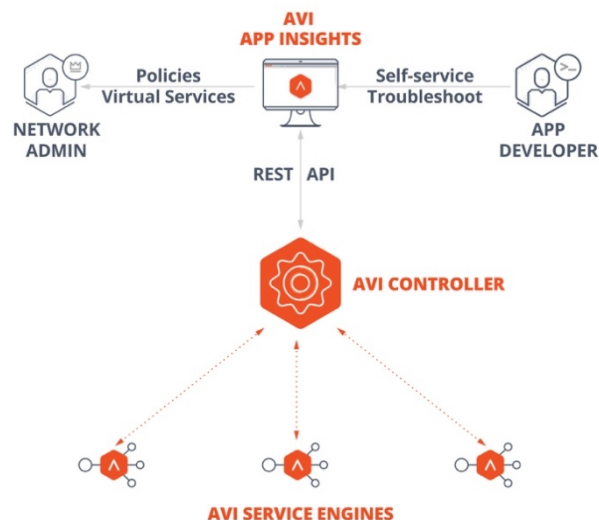 AVI
APP INSIGHTS
Policies
Virtual Services
Self-service
Troubleshoot
>_
NETWORK
ADMIN
APP
DEVELOPER
REST API
AVI CONTROLLER
AVI SERVICE ENGINES